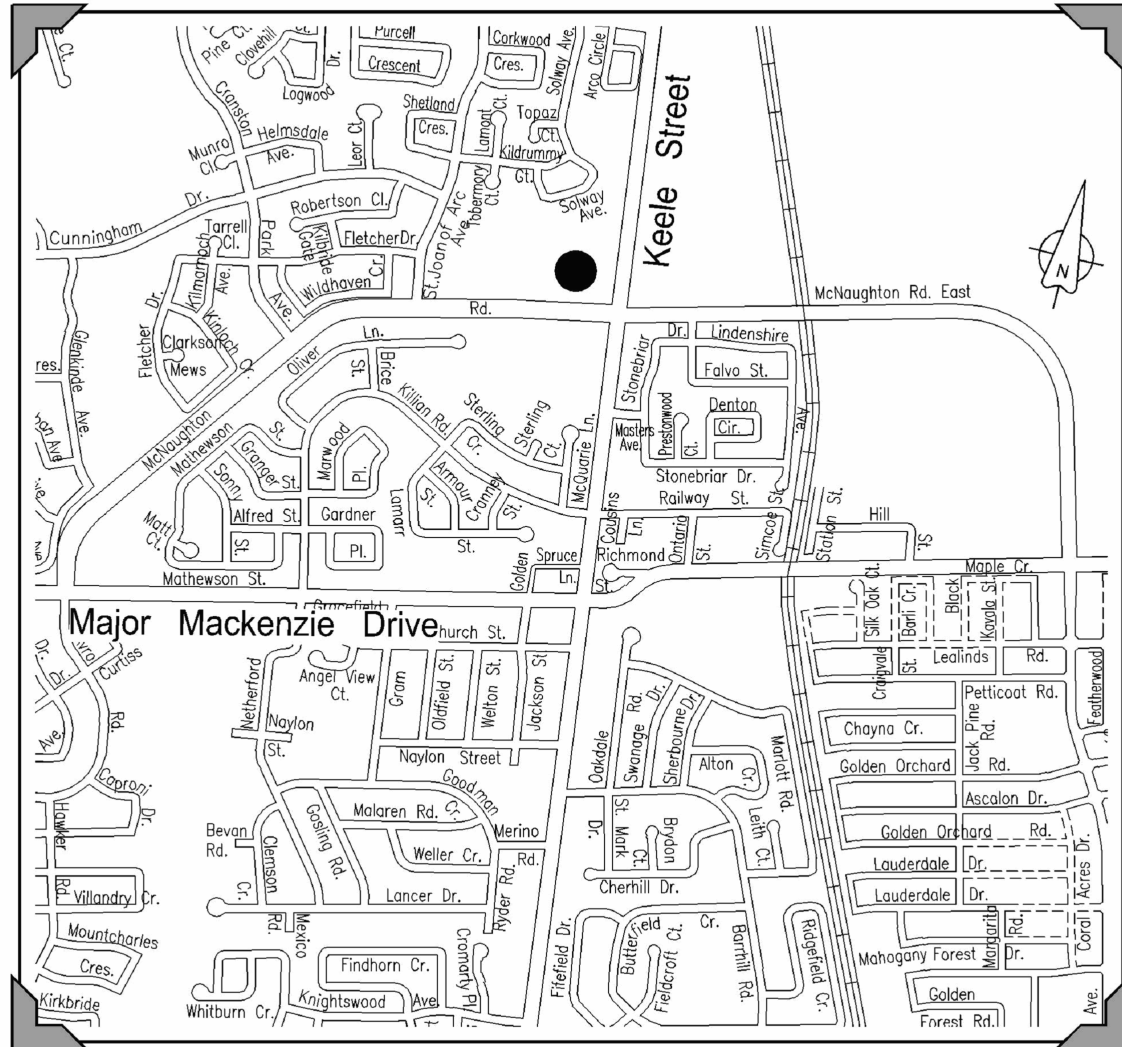 Pine Ct.
Clovehill
Dr.
Logwood
Purcell
Crescent
Corkwood
Cres.
Solway Ave.
Arco Circle
Cranston
Shetland
Cres.
Lamont
Ct.
Topaz
Ct.
Kildrummy
Gt.
Keele Street
Munro
Cl.
Helmsdale
Ave.
Leor Ct.
Tobermory
Ct.
Solway
Ave.
Dr.
Cunningham
Robertson Cl.
Tarrell
Cl.
Park
Ave.
Kilbride
Gate
Fletcher Dr.
St. Joan of Arc
Ave.
Kilmarnoch
Ave.
Wildhaven
Cr.
N
Fletcher
Dr.
Kinloch Cr.
Clarkson
Mews
Rd.
McNaughton Rd. East
Glenkinde
Ave.
res.
McNaughton
Oliver
Ln.
Brice
St.
Stonebriar
Dr.
Lindenshire
Ave.
Falvo St.
Denton
Cir.
Prestonwood
Ct.
Masters
Ave.
Killian Rd.
Sterling
Cr.
Sterling
Ct.
McQuarie Ln.
Stonebriar Dr.
Mathewson
St.
Granger
St.
Marwood
Pl.
Sonny
St.
Armour
Cranney
St.
Lamarr
St.
St.
Alfred St.
Gardner
Pl.
Matt
Ct.
Mathewson St.
Railway St.
Cousins
Ln.
Ontario
St.
Simcoe St.
Station St.
Hill
St.
Golden
Spruce
Ln.
Richmond
St.
Maple Cr.
Major Mackenzie Drive
hurch St.
Silk Oak Ct.
Barli Cr.
Black
Kavala St.
Craigvale
St.
Lealinds
Rd.
Curtiss
Dr.
Dr.
Rd.
Ave.
Netherford
Angel View
Ct.
Gram
Oldfield St.
Welton St.
Jackson St.
Naylon
St.
Naylon Street
Oakdale
Swanage Rd.
Sherbourne
Dr.
Alton
Cr.
Marlott Rd.
Petticoat Rd.
Featherwood
Chayna Cr.
Jack Pine
Rd.
Golden Orchard
Rd.
Ascalon Dr.
Golden Orchard
Rd.
Caproni
Dr.
Hawker
Rd.
Goodman
Cr.
Malaren Rd.
Gosling Rd.
Bevan
Rd.
Clemson
Cr.
Weller Cr.
Merino
Rd.
Dr.
St. Mark
Ct.
Brydon
Ct.
Leith Ct.
Cherhill Dr.
Lauderdale
Dr.
Lauderdale
Dr.
Coral Acres Dr.
Villandry Cr.
Lancer Dr.
Ryder Rd.
Mexico
Rd.
Mountcharles
Cres.
Kirkbride
Findhorn Cr.
Cromarty Pl.
Knightswood
Ave.
Whitburn Cr.
Fifefield Dr.
Butterfield
Cr.
Fieldcroft Ct.
Barnhill Rd.
Ridgefield Cr.
Margarita
Rd.
Mahogany Forest
Dr.
Golden
Forest Rd.
Ave.